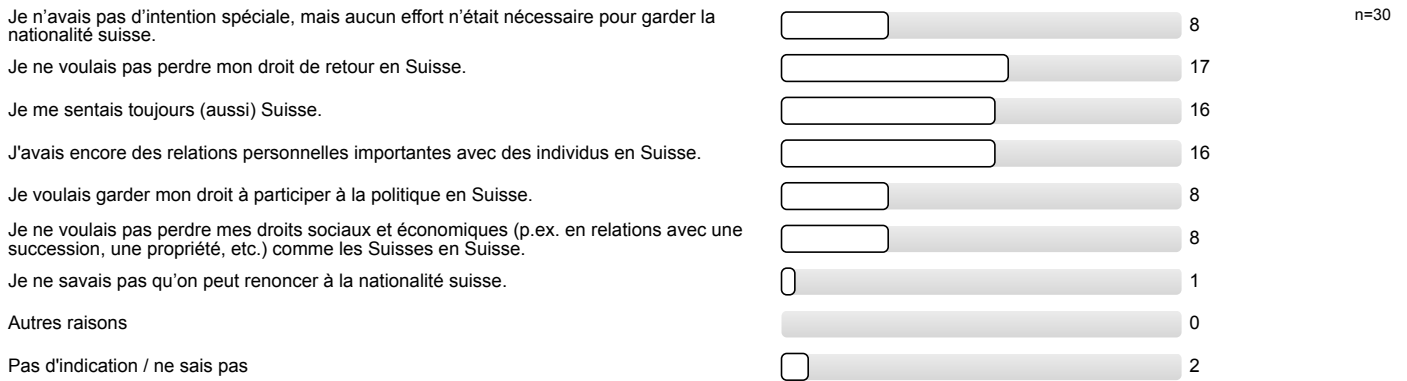 Je n’avais pas d’intention spéciale, mais aucun effort n’était nécessaire pour garder la
nationalité suisse.
8
n=30
Je ne voulais pas perdre mon droit de retour en Suisse.
17
Je me sentais toujours (aussi) Suisse.
16
J'avais encore des relations personnelles importantes avec des individus en Suisse.
16
Je voulais garder mon droit à participer à la politique en Suisse.
8
Je ne voulais pas perdre mes droits sociaux et économiques (p.ex. en relations avec une
succession, une propriété, etc.) comme les Suisses en Suisse.
8
Je ne savais pas qu’on peut renoncer à la nationalité suisse.
1
Autres raisons
0
Pas d'indication / ne sais pas
2